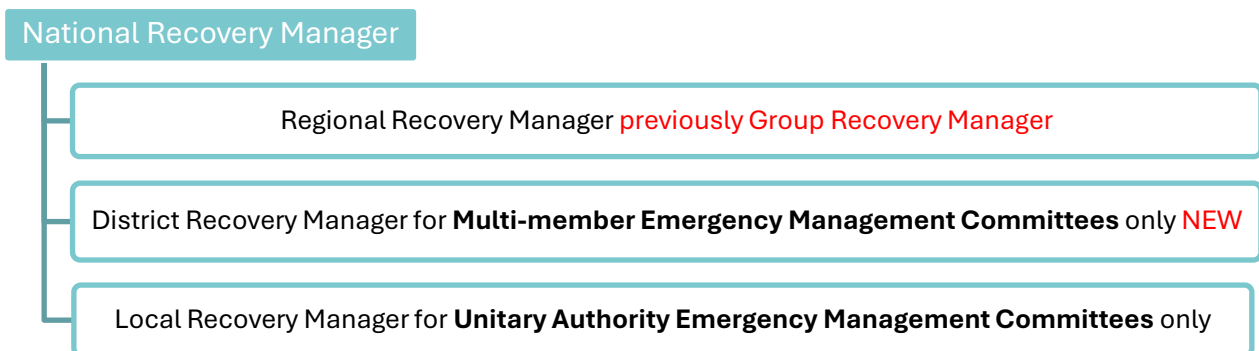 National Recovery Manager
Regional Recovery Manager previously Group Recovery Manager
District Recovery Manager for Multi-member Emergency Management Committees only NEW
Local Recovery Manager for Unitary Authority Emergency Management Committees only